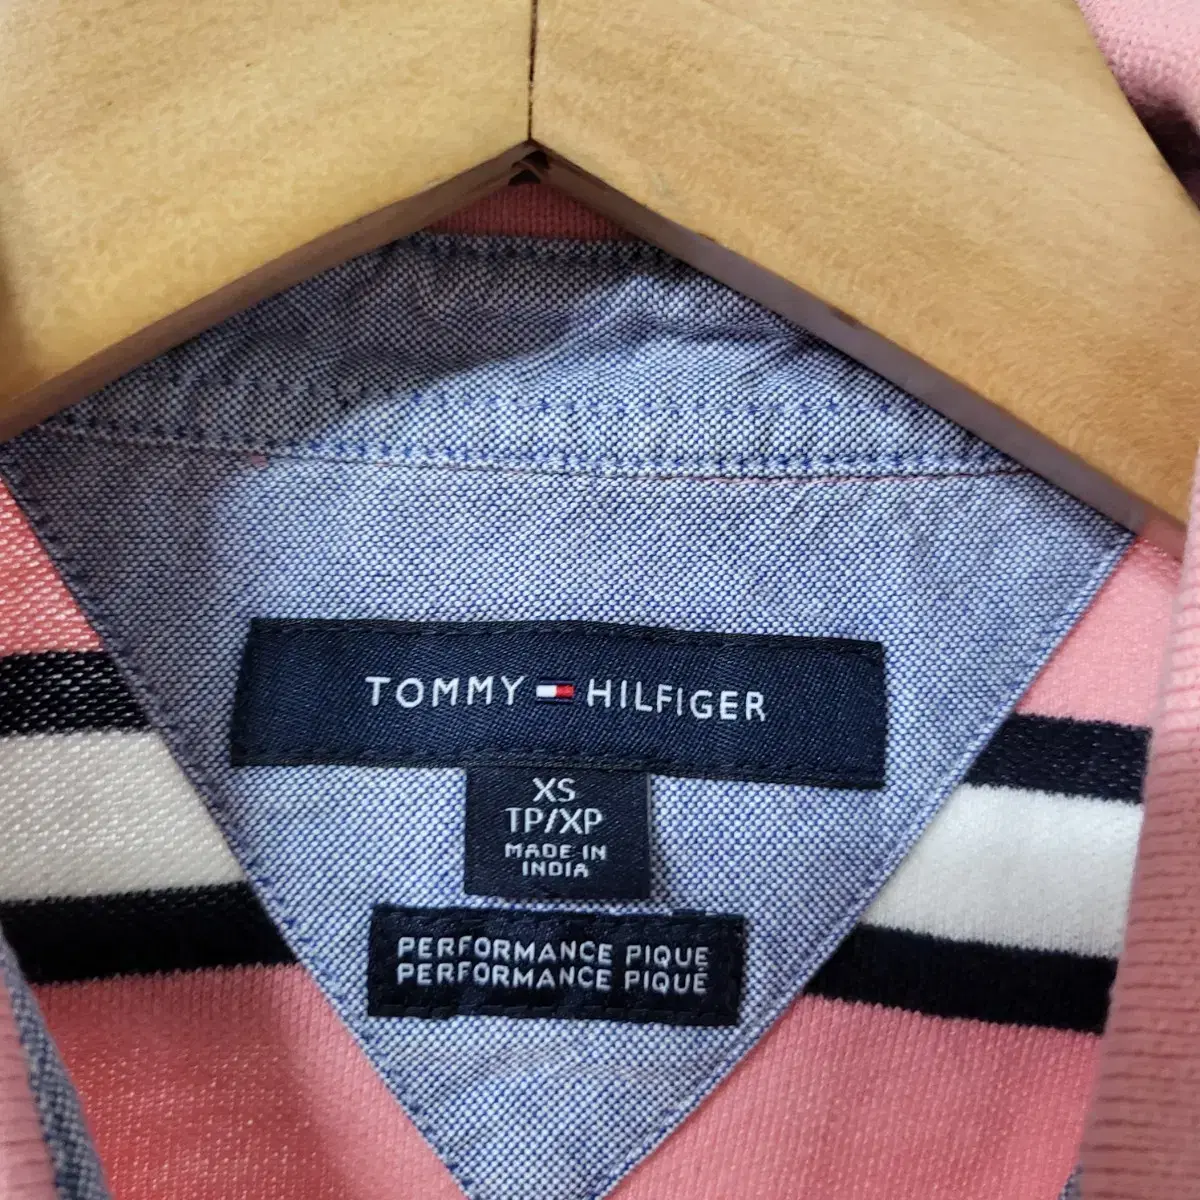 TOMMY HILFIGER
XS
TP/XP
MADE IN
INDIA
PERFORMANCE PIQUE
PERFORMANCE PIQUÉ